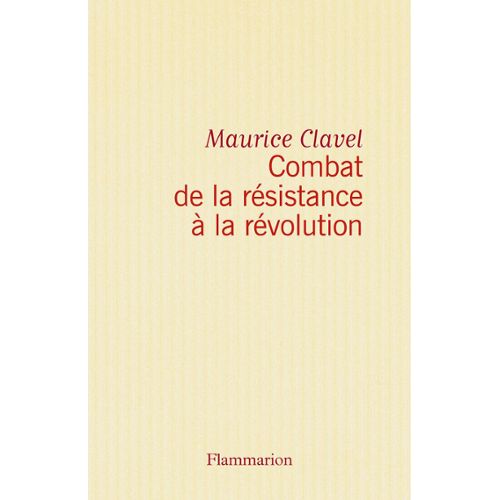 Maurice Clavel
Combat
de la résistance
à la révolution
Flammarion